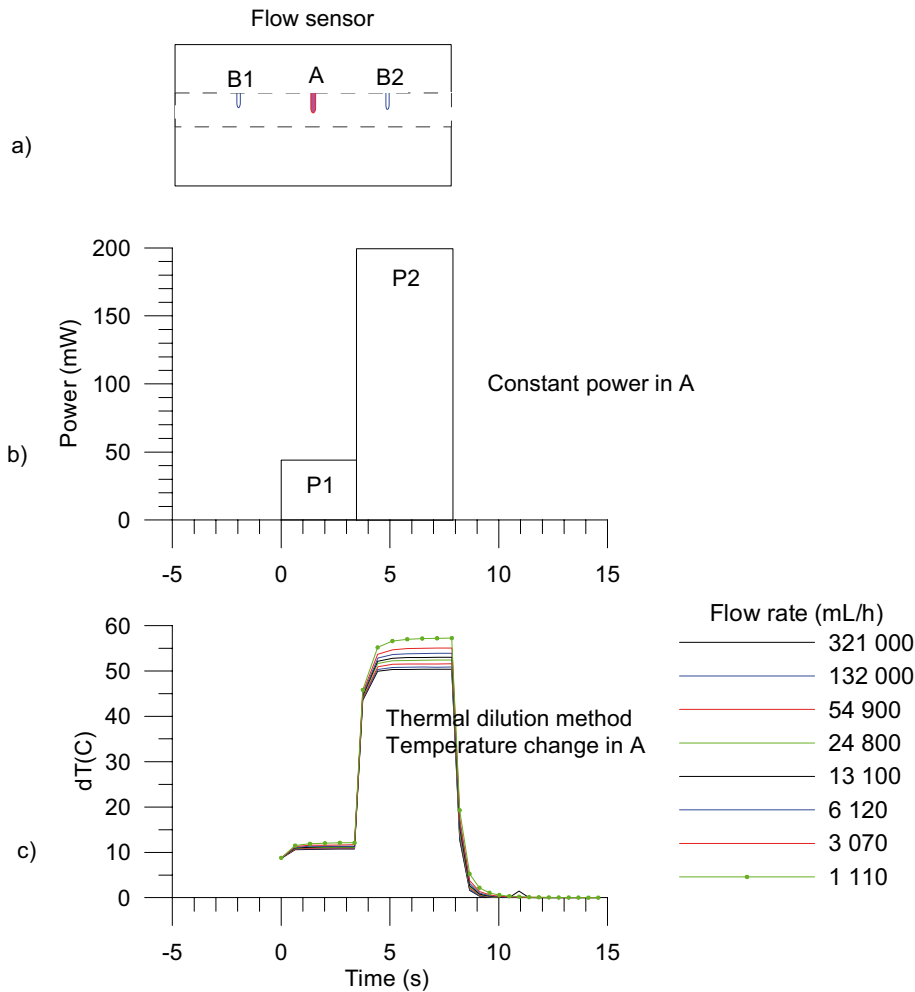 Flow sensor
B1 A B2
a)
200
150
100
50
0
Power (mW)
P1
P2
Constant power in A
b)
-5 0 5 10 15
60
50
40
30
20
10
0
dT(C)
Thermal dilution method
Temperature change in A
c)
-5 0 5 10 15
Time (s)
Flow rate (mL/h)
321 000
132 000
54 900
24 800
13 100
6 120
3 070
1 110